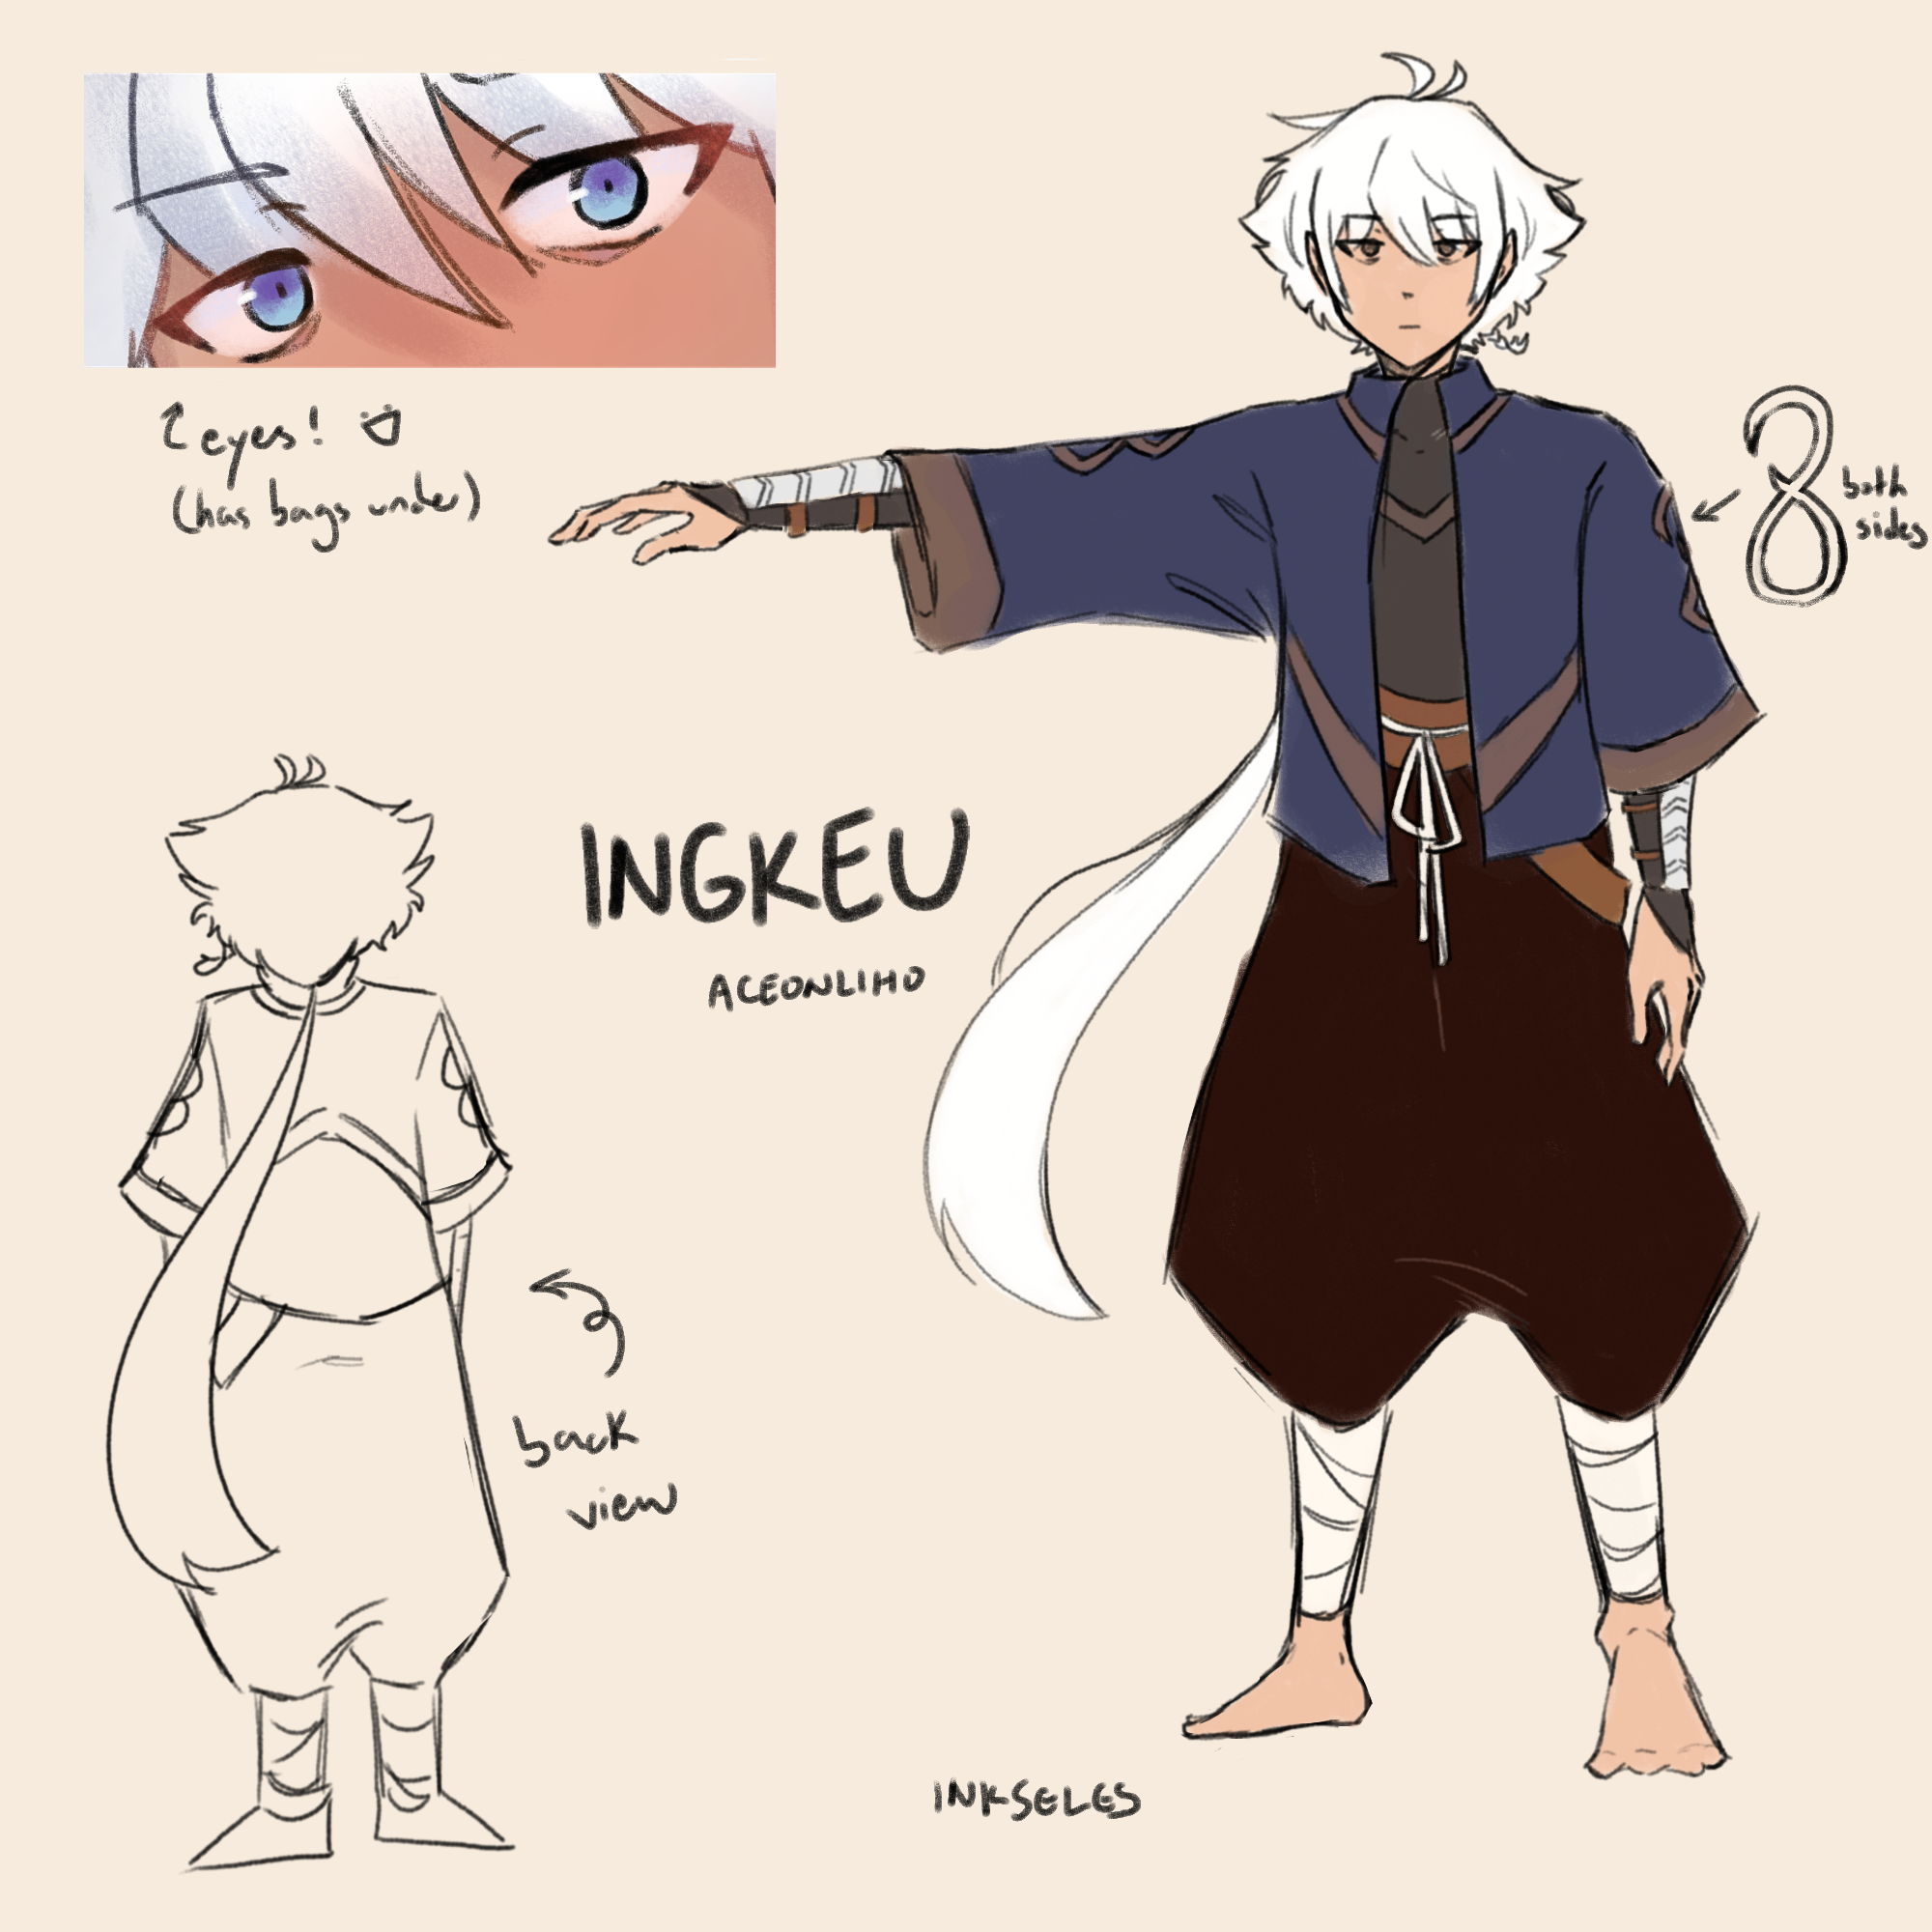 eyes!
(has bags under)
both
sides
INGKEU
ACEONLIHO
back
view
INKSELES